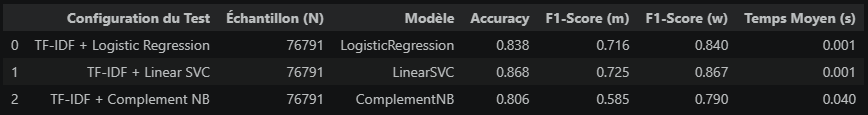 Configuration du Test Échantillon (N) Modèle Accuracy F1-Score (m) F1-Score (w) Temps Moyen (s)
0 TF-IDF + Logistic Regression 76791 LogisticRegression 0.838 0.716 0.840 0.001
1 TF-IDF + Linear SVC 76791 LinearSVC 0.868 0.725 0.867 0.001
2 TF-IDF + Complement NB 76791 ComplementNB 0.806 0.585 0.790 0.040